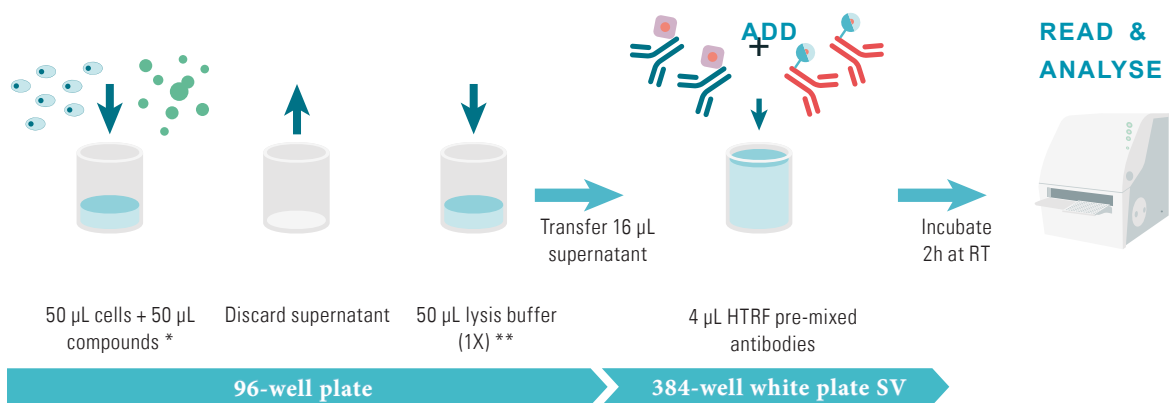 ADD
+
READ &
ANALYSE
Transfer 16 µL
supernatant
Incubate
2h at RT
50 µL cells + 50 µL
compounds *
Discard supernatant
50 µL lysis buffer
(1X) **
4 µL HTRF pre-mixed
antibodies
96-well plate
384-well white plate SV